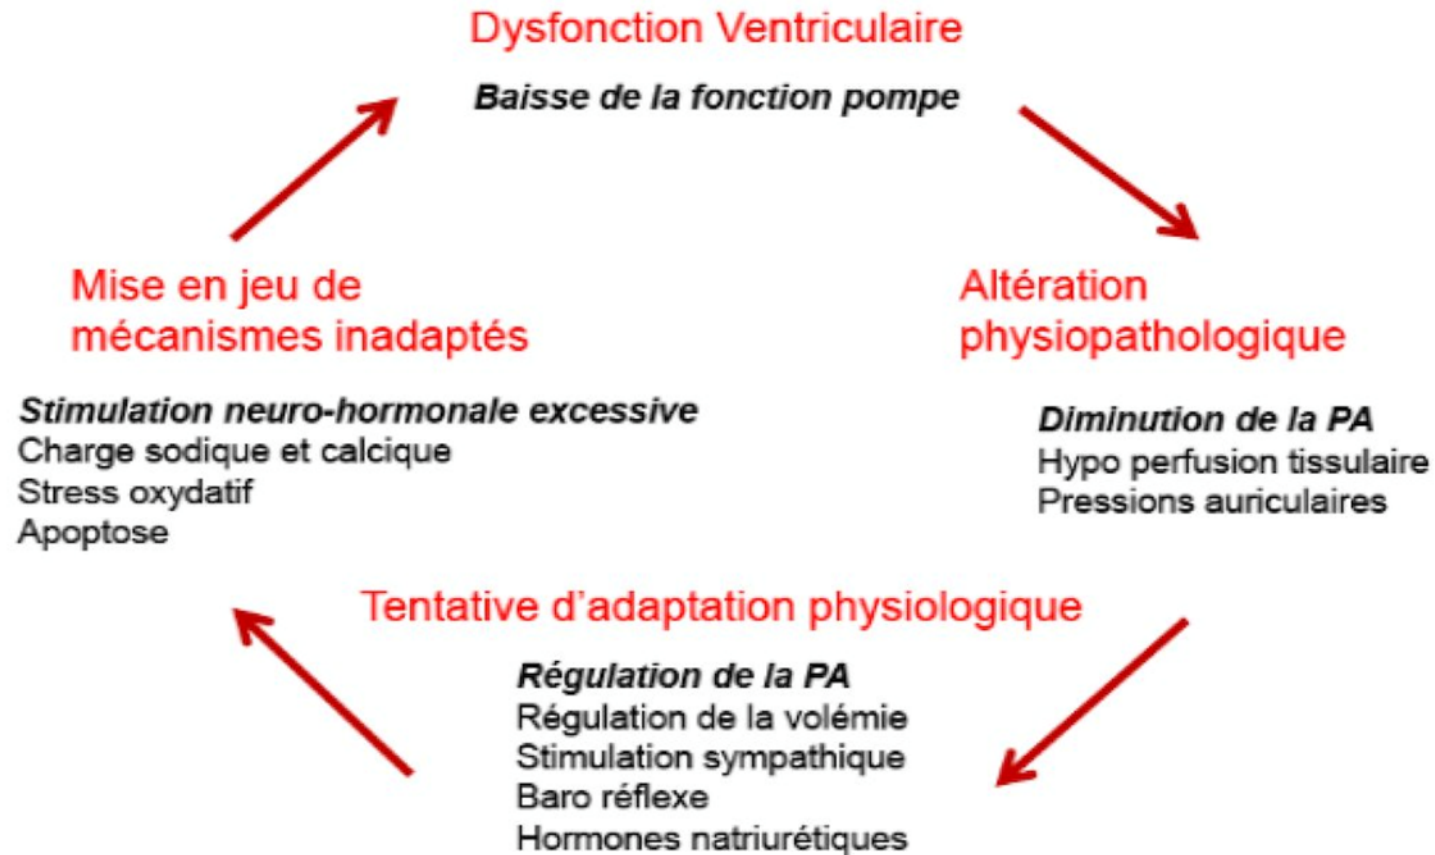 Dysfonction Ventriculaire
Baisse de la fonction pompe
Mise en jeu de
mécanismes inadaptés
Stimulation neuro-hormonale excessive
Charge sodique et calcique
Stress oxydatif
Apoptose
Altération
physiopathologique
Diminution de la PA
Hypo perfusion tissulaire
Pressions auriculaires
Tentative d'adaptation physiologique
Régulation de la PA
Régulation de la volémie
Stimulation sympathique
Baro réflexe
Hormones natriurétiques